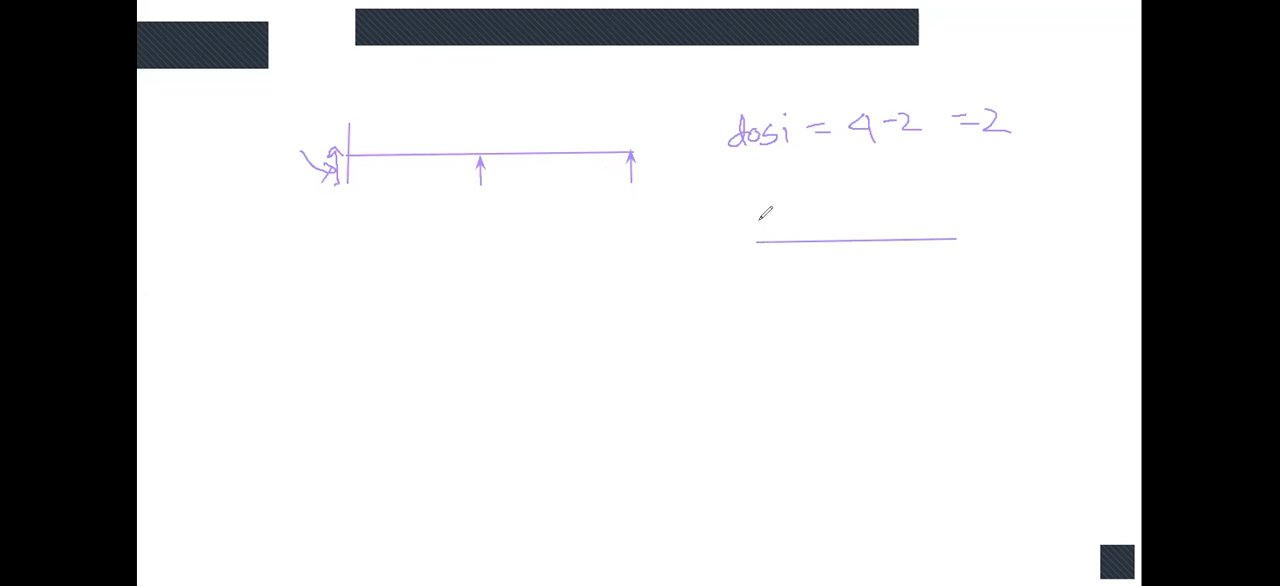 dosi = 4 - 2 = 2